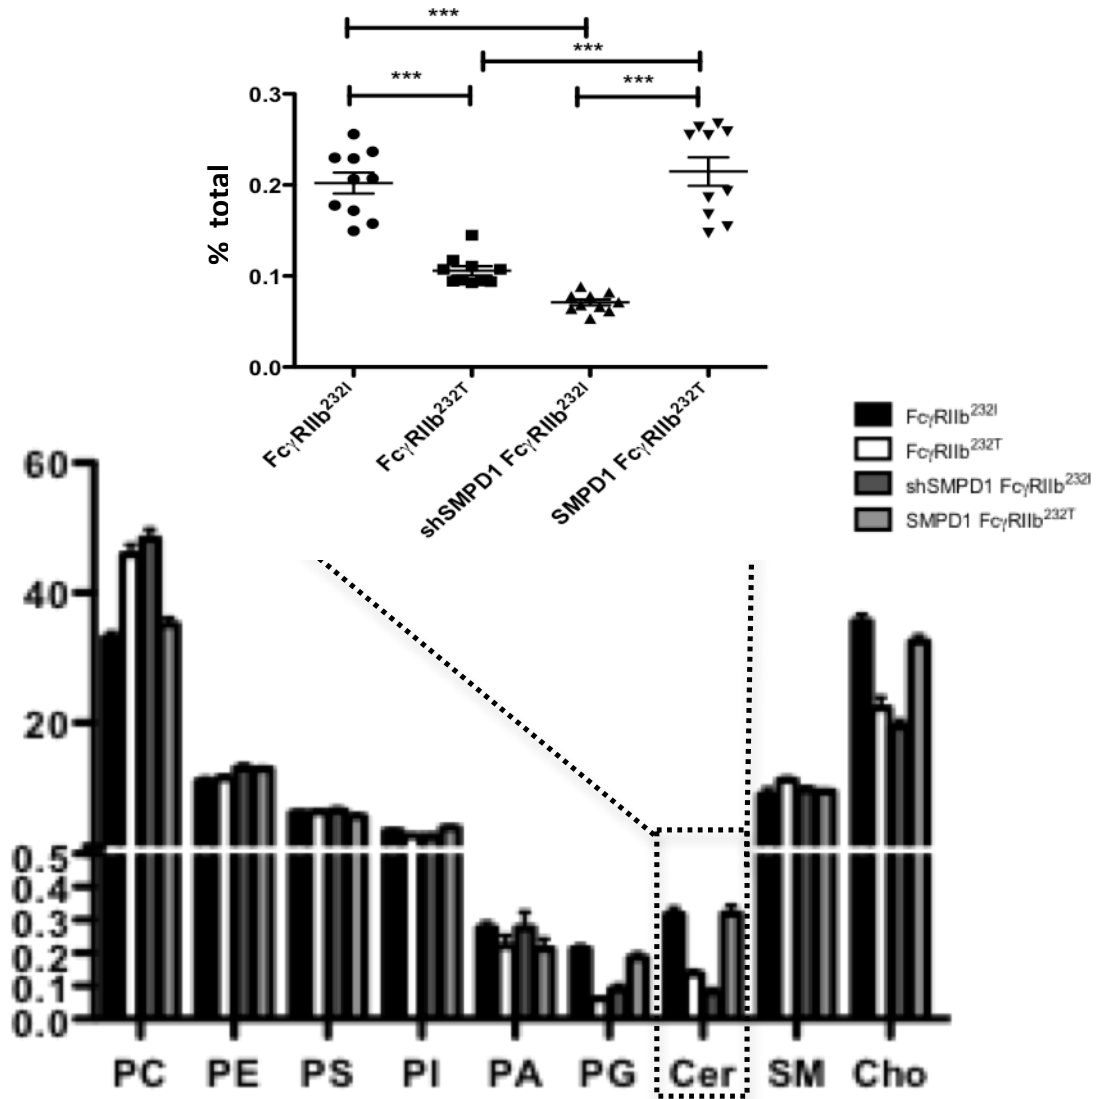 ***
***
***
***
0.3
0.2
0.1
0.0
% total
FcγRIIb232I
FcγRIIb232T
shSMPD1 FcγRIIb232I
SMPD1 FcγRIIb232T
FcγRIIb232I
FcγRIIb232T
shSMPD1 FcγRIIb232I
SMPD1 FcγRIIb232T
60
40
20
0.5
0.4
0.3
0.2
0.1
0.0
PC PE PS PI PA PG Cer SM Cho